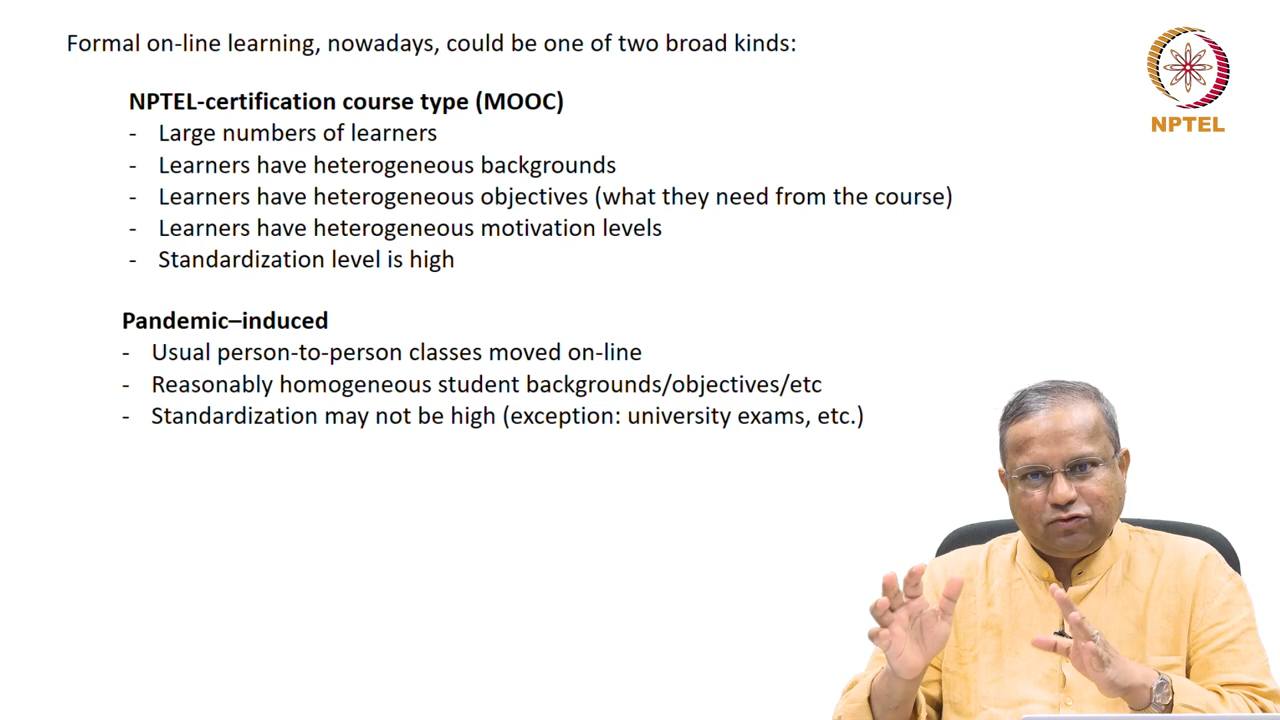 Formal on-line learning, nowadays, could be one of two broad kinds:
NPTEL-certification course type (MOOC)
- Large numbers of learners
- Learners have heterogeneous backgrounds
- Learners have heterogeneous objectives (what they need from the course)
- Learners have heterogeneous motivation levels
- Standardization level is high
Pandemic–induced
- Usual person-to-person classes moved on-line
- Reasonably homogeneous student backgrounds/objectives/etc
- Standardization may not be high (exception: university exams, etc.)
NPTEL